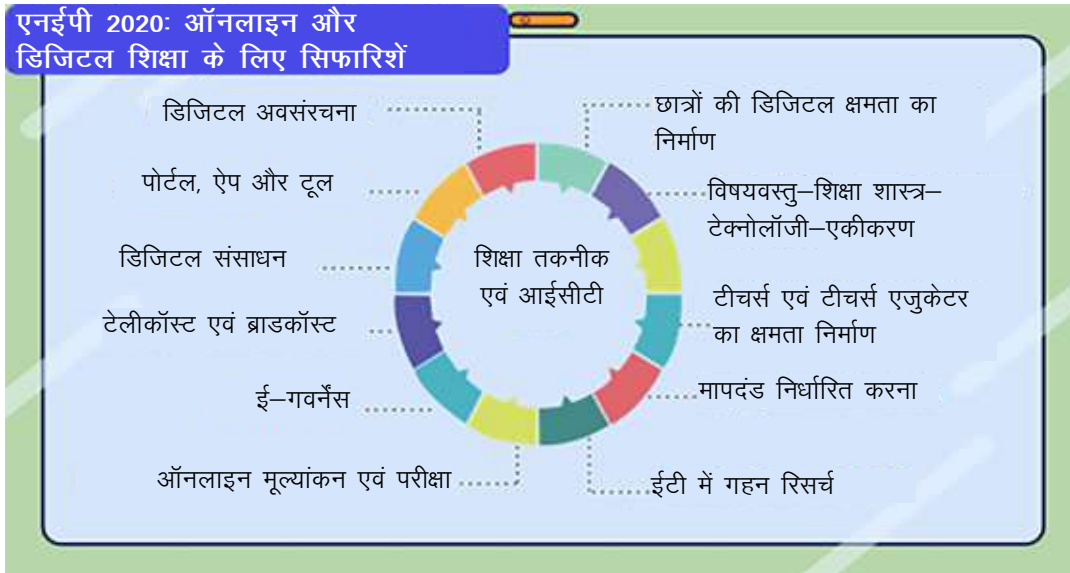 एनईपी 2020: ऑनलाइन और
डिजिटल शिक्षा के लिए सिफारिशें
डिजिटल अवसंरचना
पोर्टल, ऐप और टूल
डिजिटल संसाधन
टेलीकॉस्ट एवं ब्राडकॉस्ट
ई–गवर्नेंस
ऑनलाइन मूल्यांकन एवं परीक्षा
शिक्षा तकनीक
एवं आईसीटी
छात्रों की डिजिटल क्षमता का
निर्माण
विषयवस्तु–शिक्षा शास्त्र–
टेक्नोलॉजी–एकीकरण
टीचर्स एवं टीचर्स एजुकेटर
का क्षमता निर्माण
मापदंड निर्धारित करना
ईटी में गहन रिसर्च